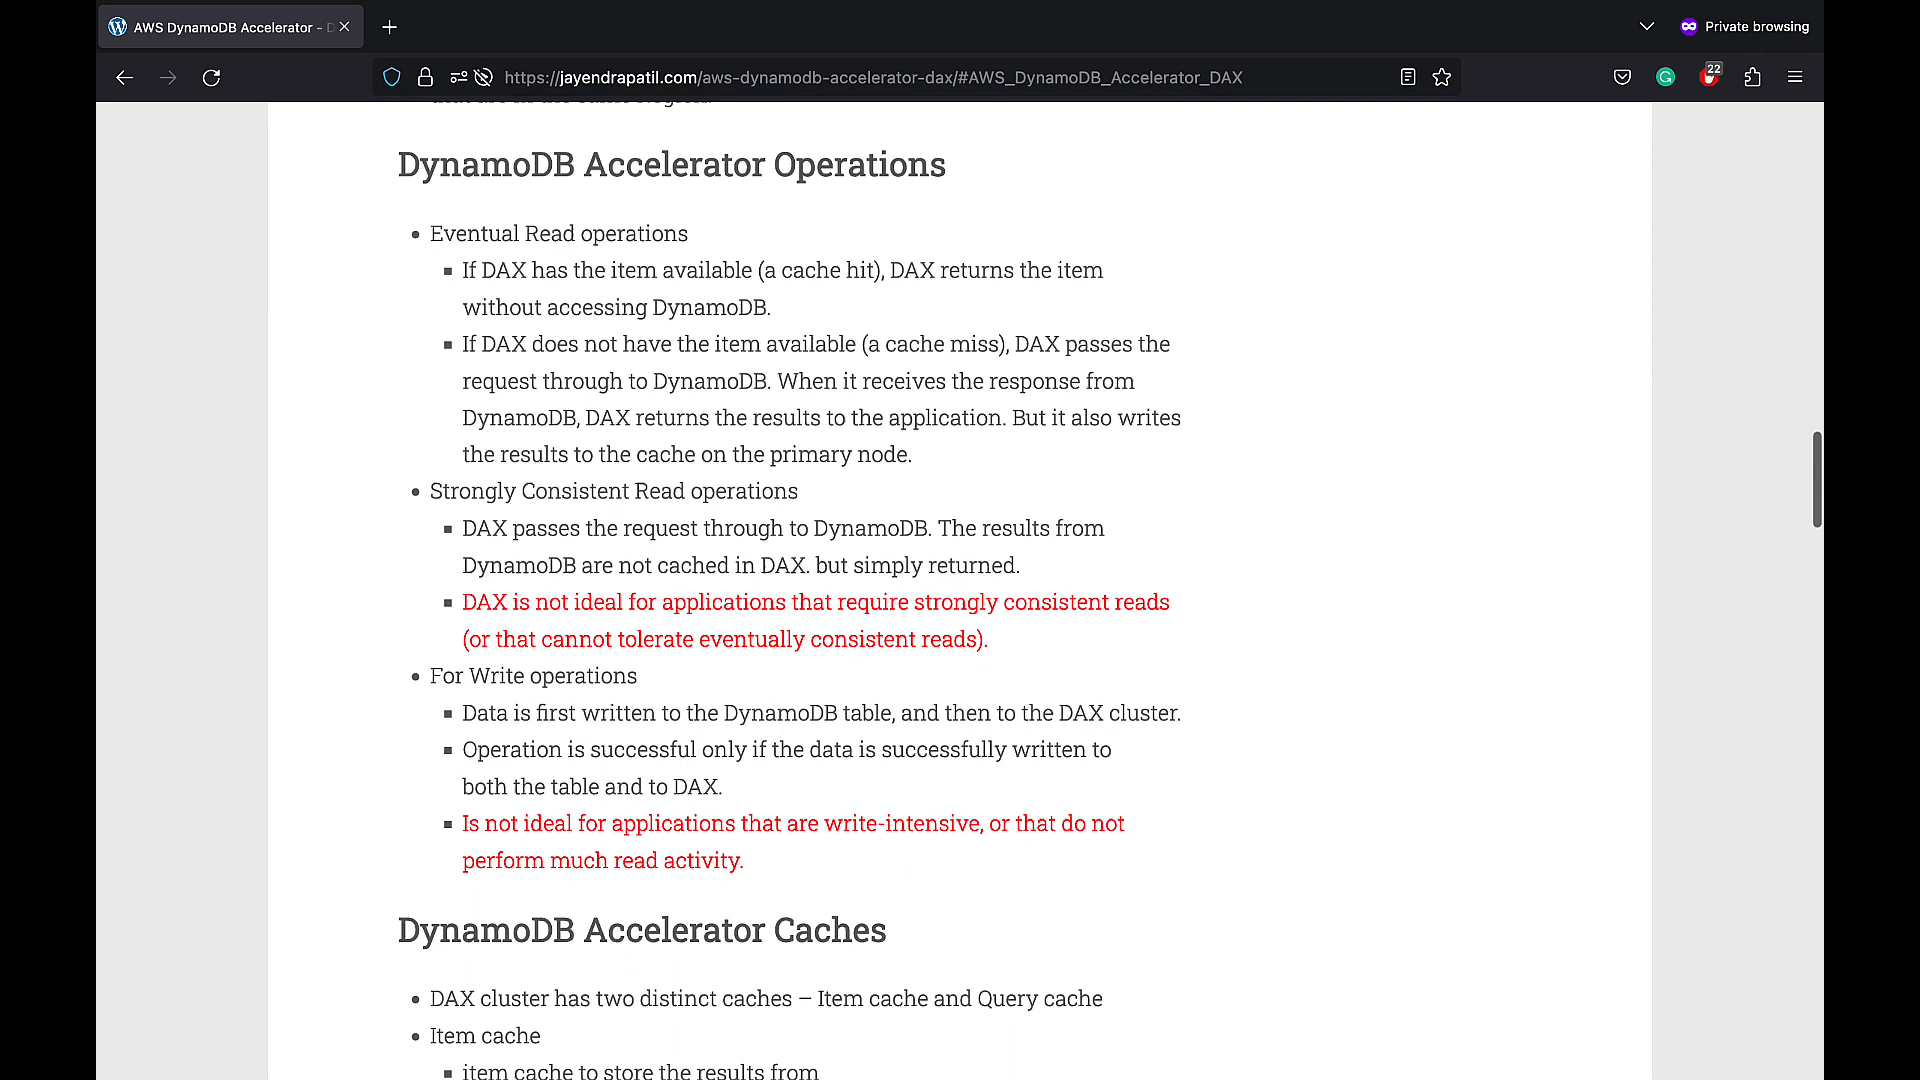 AWS DynamoDB Accelerator - D
Private browsing
https://jayendrapatil.com/aws-dynamodb-accelerator-dax/#AWS_DynamoDB_Accelerator_DAX
22
that are in the same Region.
DynamoDB Accelerator Operations
Eventual Read operations
If DAX has the item available (a cache hit), DAX returns the item
without accessing DynamoDB.
If DAX does not have the item available (a cache miss), DAX passes the
request through to DynamoDB. When it receives the response from
DynamoDB, DAX returns the results to the application. But it also writes
the results to the cache on the primary node.
Strongly Consistent Read operations
DAX passes the request through to DynamoDB. The results from
DynamoDB are not cached in DAX. but simply returned.
DAX is not ideal for applications that require strongly consistent reads
(or that cannot tolerate eventually consistent reads).
For Write operations
Data is first written to the DynamoDB table, and then to the DAX cluster.
Operation is successful only if the data is successfully written to
both the table and to DAX.
Is not ideal for applications that are write-intensive, or that do not
perform much read activity.
DynamoDB Accelerator Caches
DAX cluster has two distinct caches – Item cache and Query cache
Item cache
item cache to store the results from